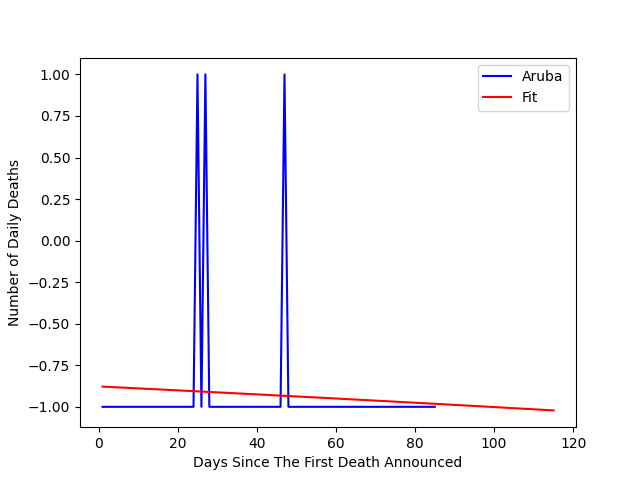 Aruba
Fit
1.00
0.75
0.50
0.25
0.00
−0.25
−0.50
−0.75
−1.00
Number of Daily Deaths
0 20 40 60 80 100 120
Days Since The First Death Announced